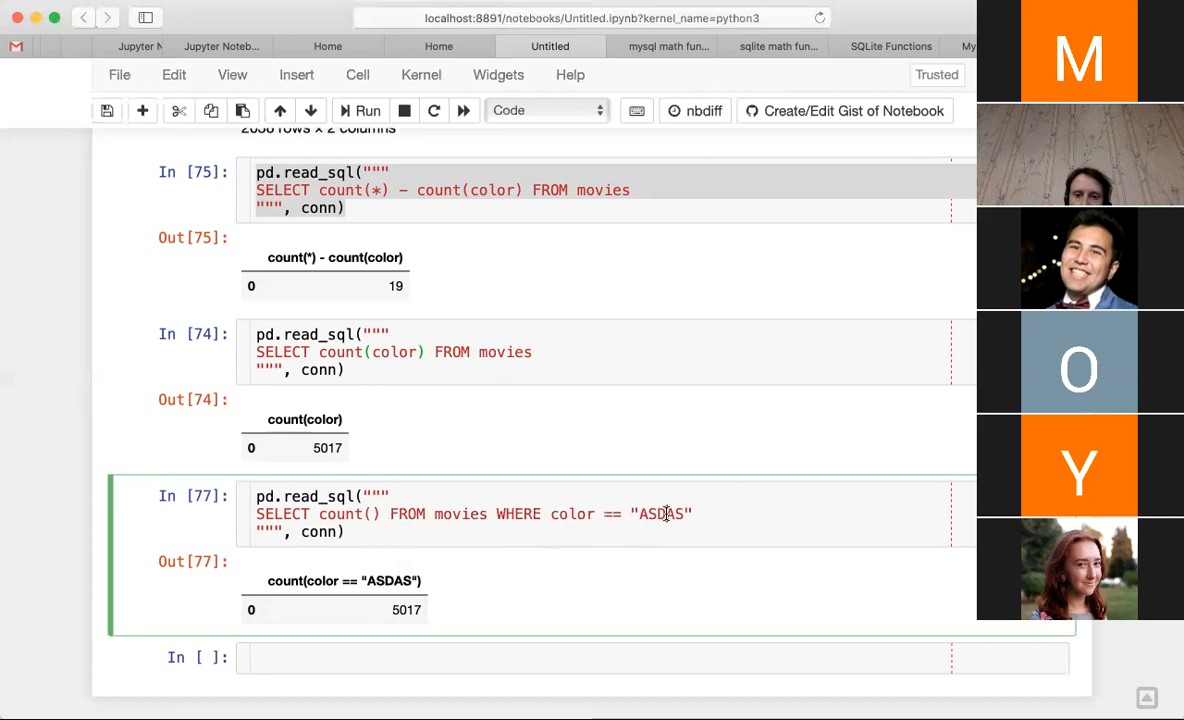 localhost:8891/notebooks/Untitled.ipynb?kernel_name=python3
Jupyter N
Jupyter Noteb...
Home
Home
Untitled
mysql math fun...
sqlite math fun...
SQLite Functions
My
File Edit View Insert Cell Kernel Widgets Help
Trusted
Run
Code
nbdiff
Create/Edit Gist of Notebook
2056 rows × 2 columns
In [75]:
pd.read_sql("""
SELECT count(*) - count(color) FROM movies
""", conn)
Out[75]:
count(*) - count(color)
0 19
In [74]:
pd.read_sql("""
SELECT count(color) FROM movies
""", conn)
Out[74]:
count(color)
0 5017
In [77]:
pd.read_sql("""
SELECT count() FROM movies WHERE color == "ASDAS"
""", conn)
Out[77]:
count(color == "ASDAS")
0 5017
In [ ]:
M
O
Y